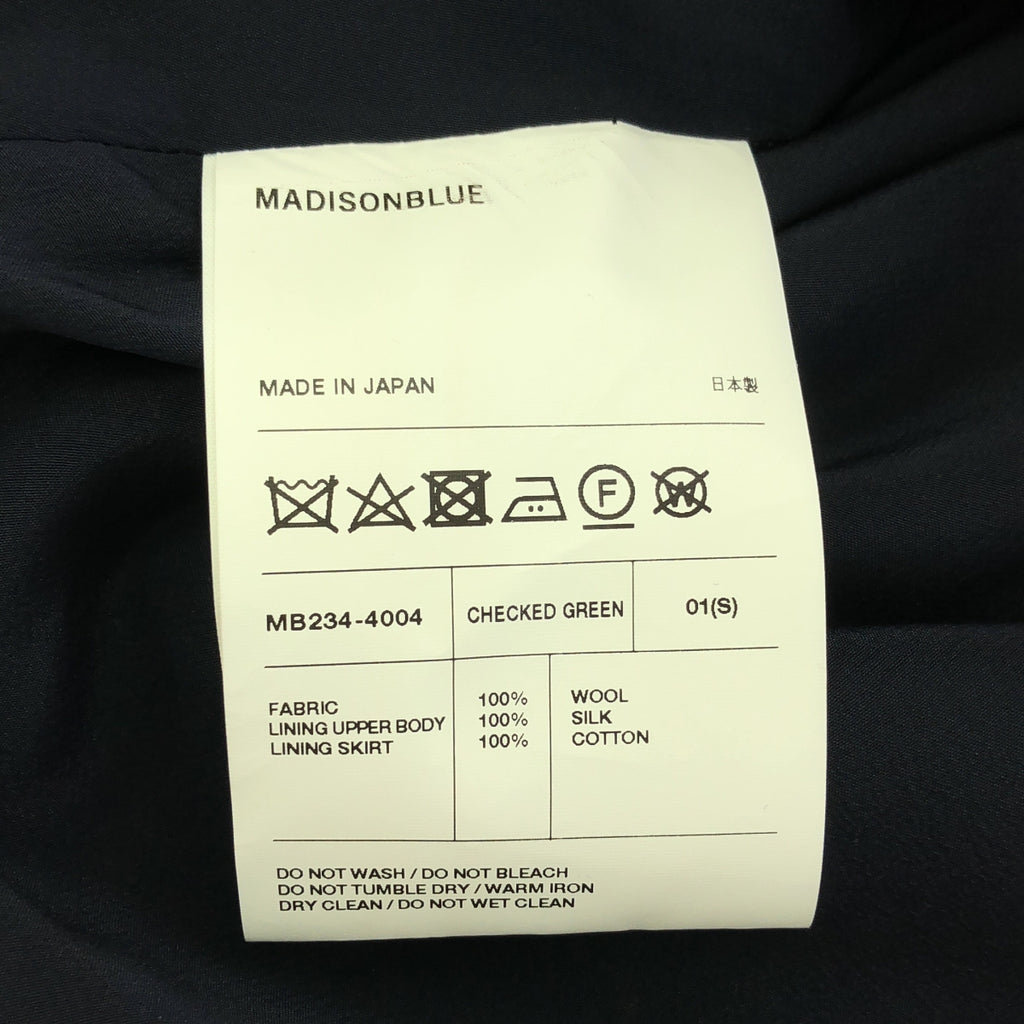 MADISONBLUE
MADE IN JAPAN 日本製
F W
MB234-4004 CHECKED GREEN 01(S)
FABRIC 100% WOOL
LINING UPPER BODY 100% SILK
LINING SKIRT 100% COTTON
DO NOT WASH / DO NOT BLEACH
DO NOT TUMBLE DRY / WARM IRON
DRY CLEAN / DO NOT WET CLEAN